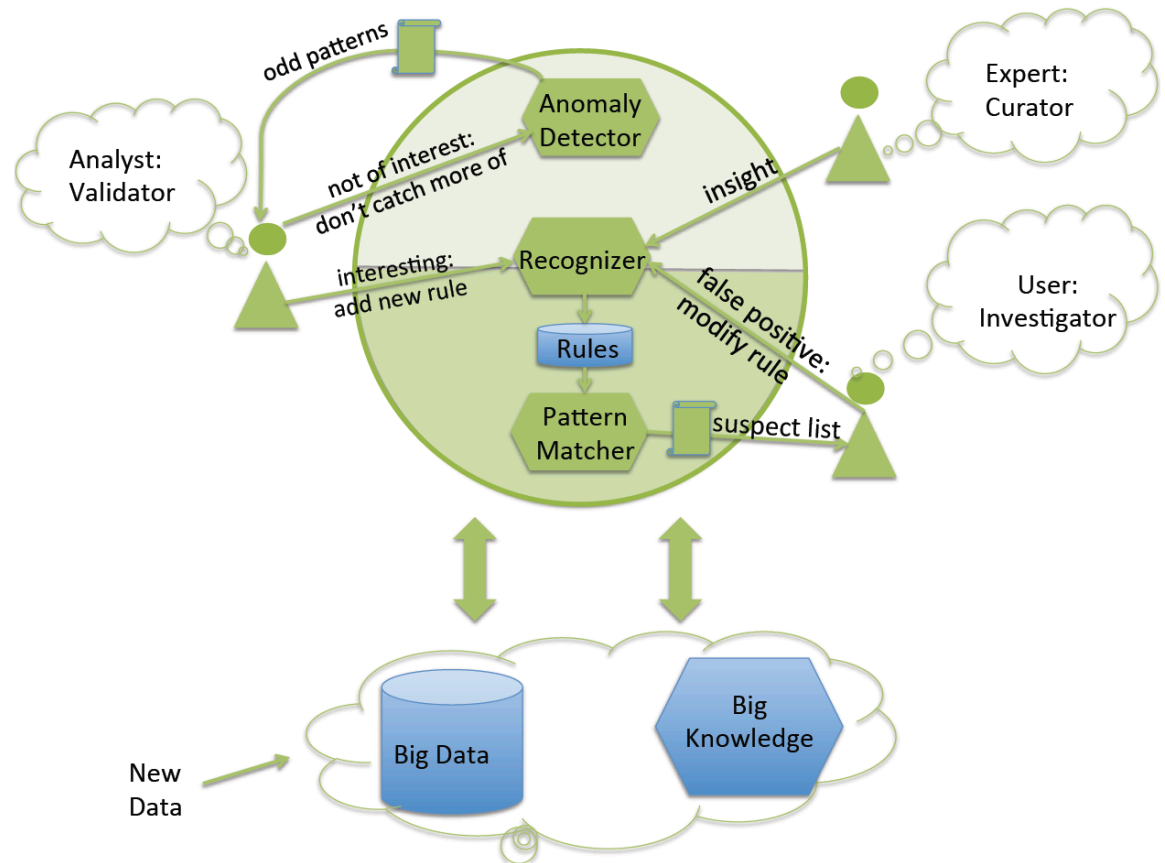 odd patterns
Anomaly
Detector
Expert:
Curator
Analyst:
Validator
not of interest:
don't catch more of
insight
Recognizer
interesting:
add new rule
false positive:
modify rule
User:
Investigator
Rules
Pattern
Matcher
suspect list
Big Data
Big
Knowledge
New
Data